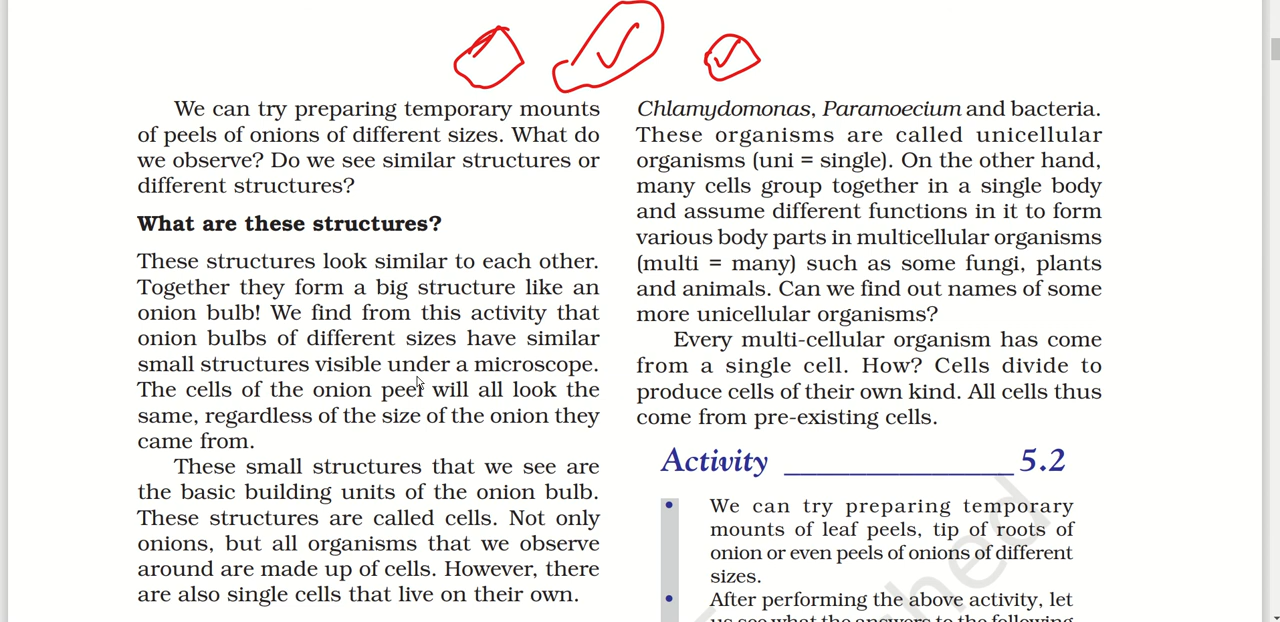 We can try preparing temporary mounts
of peels of onions of different sizes. What do
we observe? Do we see similar structures or
different structures?
What are these structures?
These structures look similar to each other.
Together they form a big structure like an
onion bulb! We find from this activity that
onion bulbs of different sizes have similar
small structures visible under a microscope.
The cells of the onion peel will all look the
same, regardless of the size of the onion they
came from.
These small structures that we see are
the basic building units of the onion bulb.
These structures are called cells. Not only
onions, but all organisms that we observe
around are made up of cells. However, there
are also single cells that live on their own.
Chlamydomonas, Paramoecium and bacteria.
These organisms are called unicellular
organisms (uni = single). On the other hand,
many cells group together in a single body
and assume different functions in it to form
various body parts in multicellular organisms
(multi = many) such as some fungi, plants
and animals. Can we find out names of some
more unicellular organisms?
Every multi-cellular organism has come
from a single cell. How? Cells divide to
produce cells of their own kind. All cells thus
come from pre-existing cells.
Activity ________________ 5.2
• We can try preparing temporary
mounts of leaf peels, tip of roots of
onion or even peels of onions of different
sizes.
• After performing the above activity, let
us see what the answers to the following